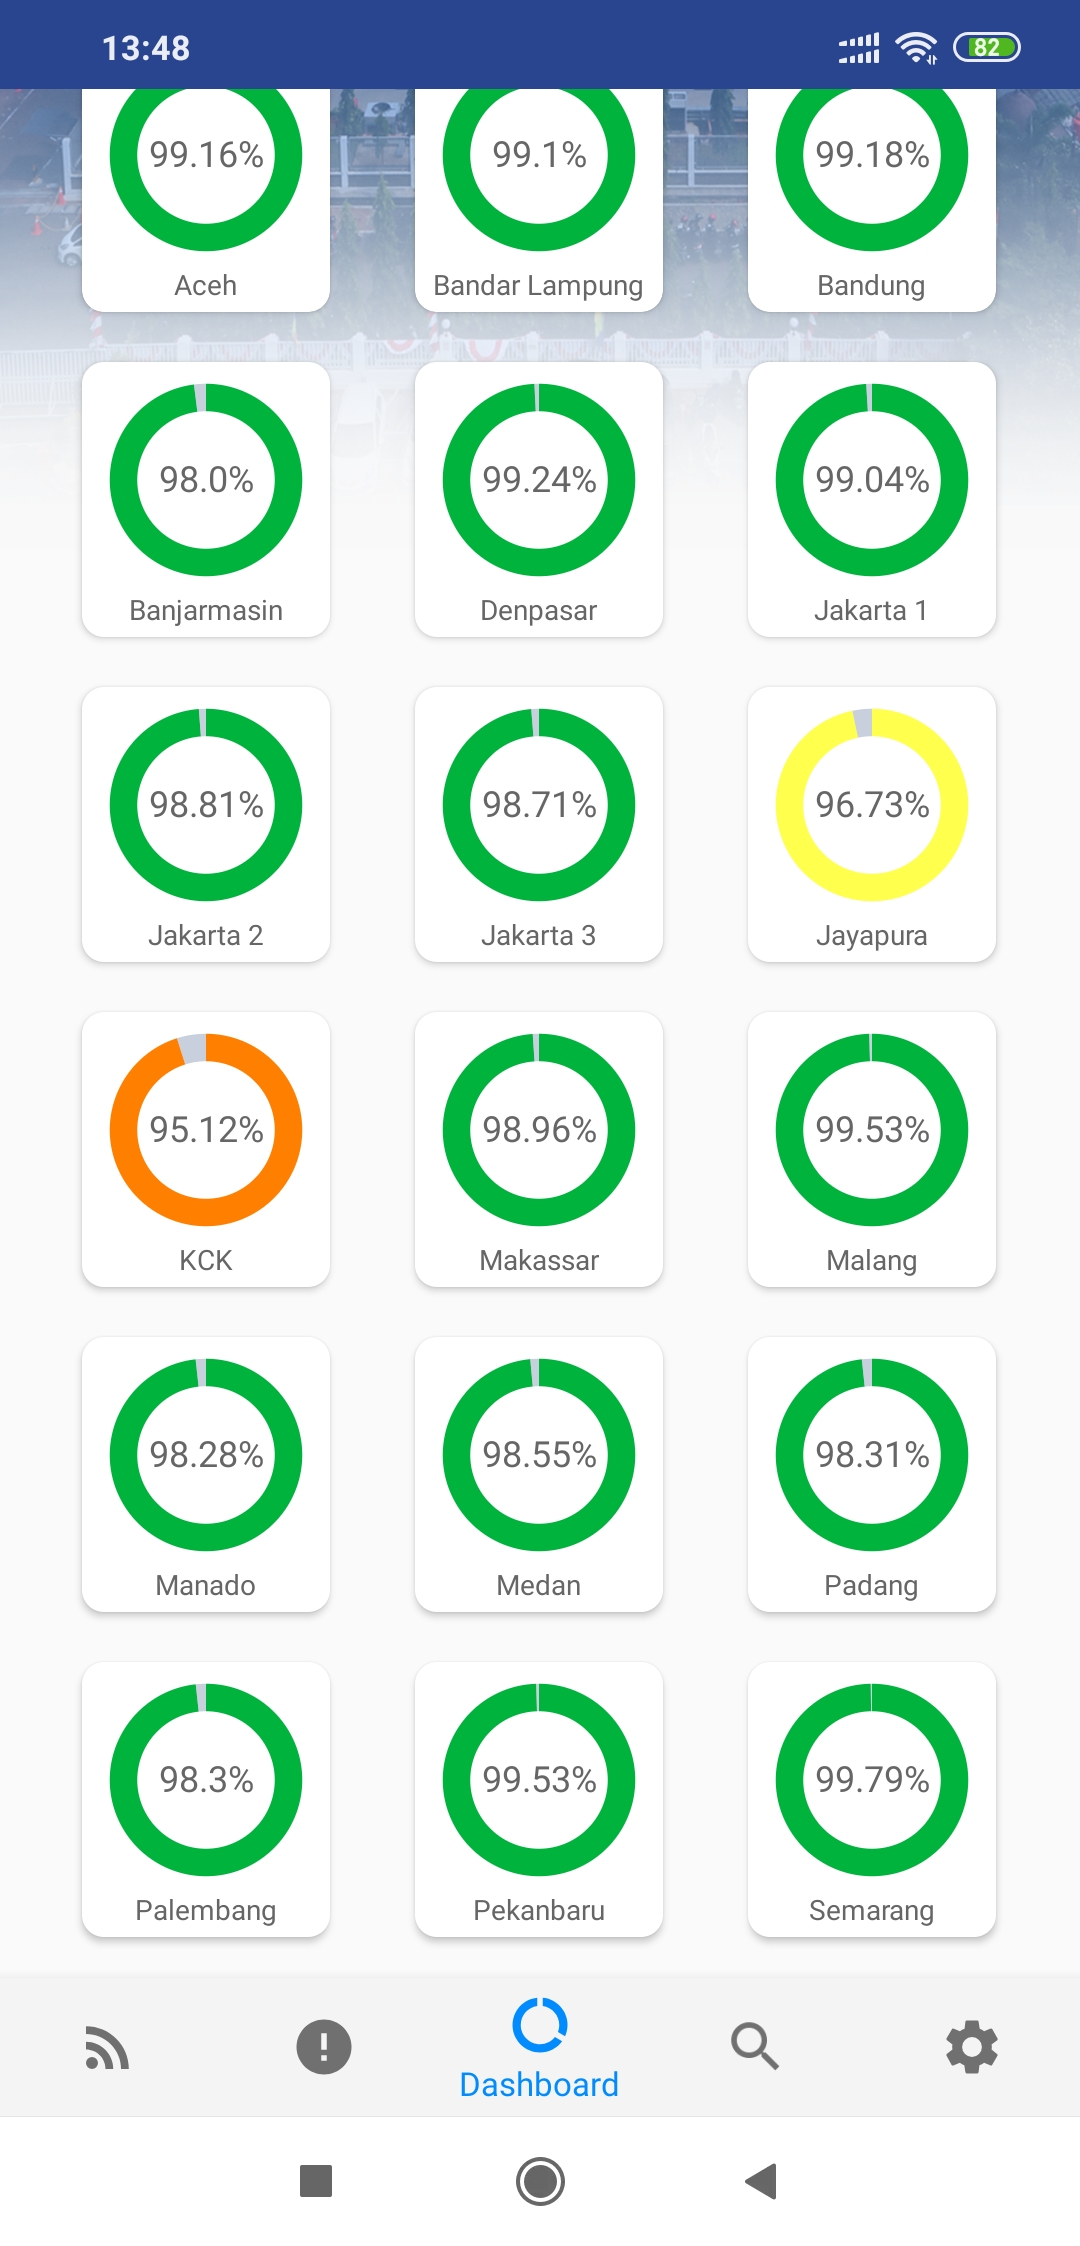 13:48
82
99.16% 99.1% 99.18%
Aceh Bandar Lampung Bandung
98.0% 99.24% 99.04%
Banjarmasin Denpasar Jakarta 1
98.81% 98.71% 96.73%
Jakarta 2 Jakarta 3 Jayapura
95.12% 98.96% 99.53%
KCK Makassar Malang
98.28% 98.55% 98.31%
Manado Medan Padang
98.3% 99.53% 99.79%
Palembang Pekanbaru Semarang
Dashboard